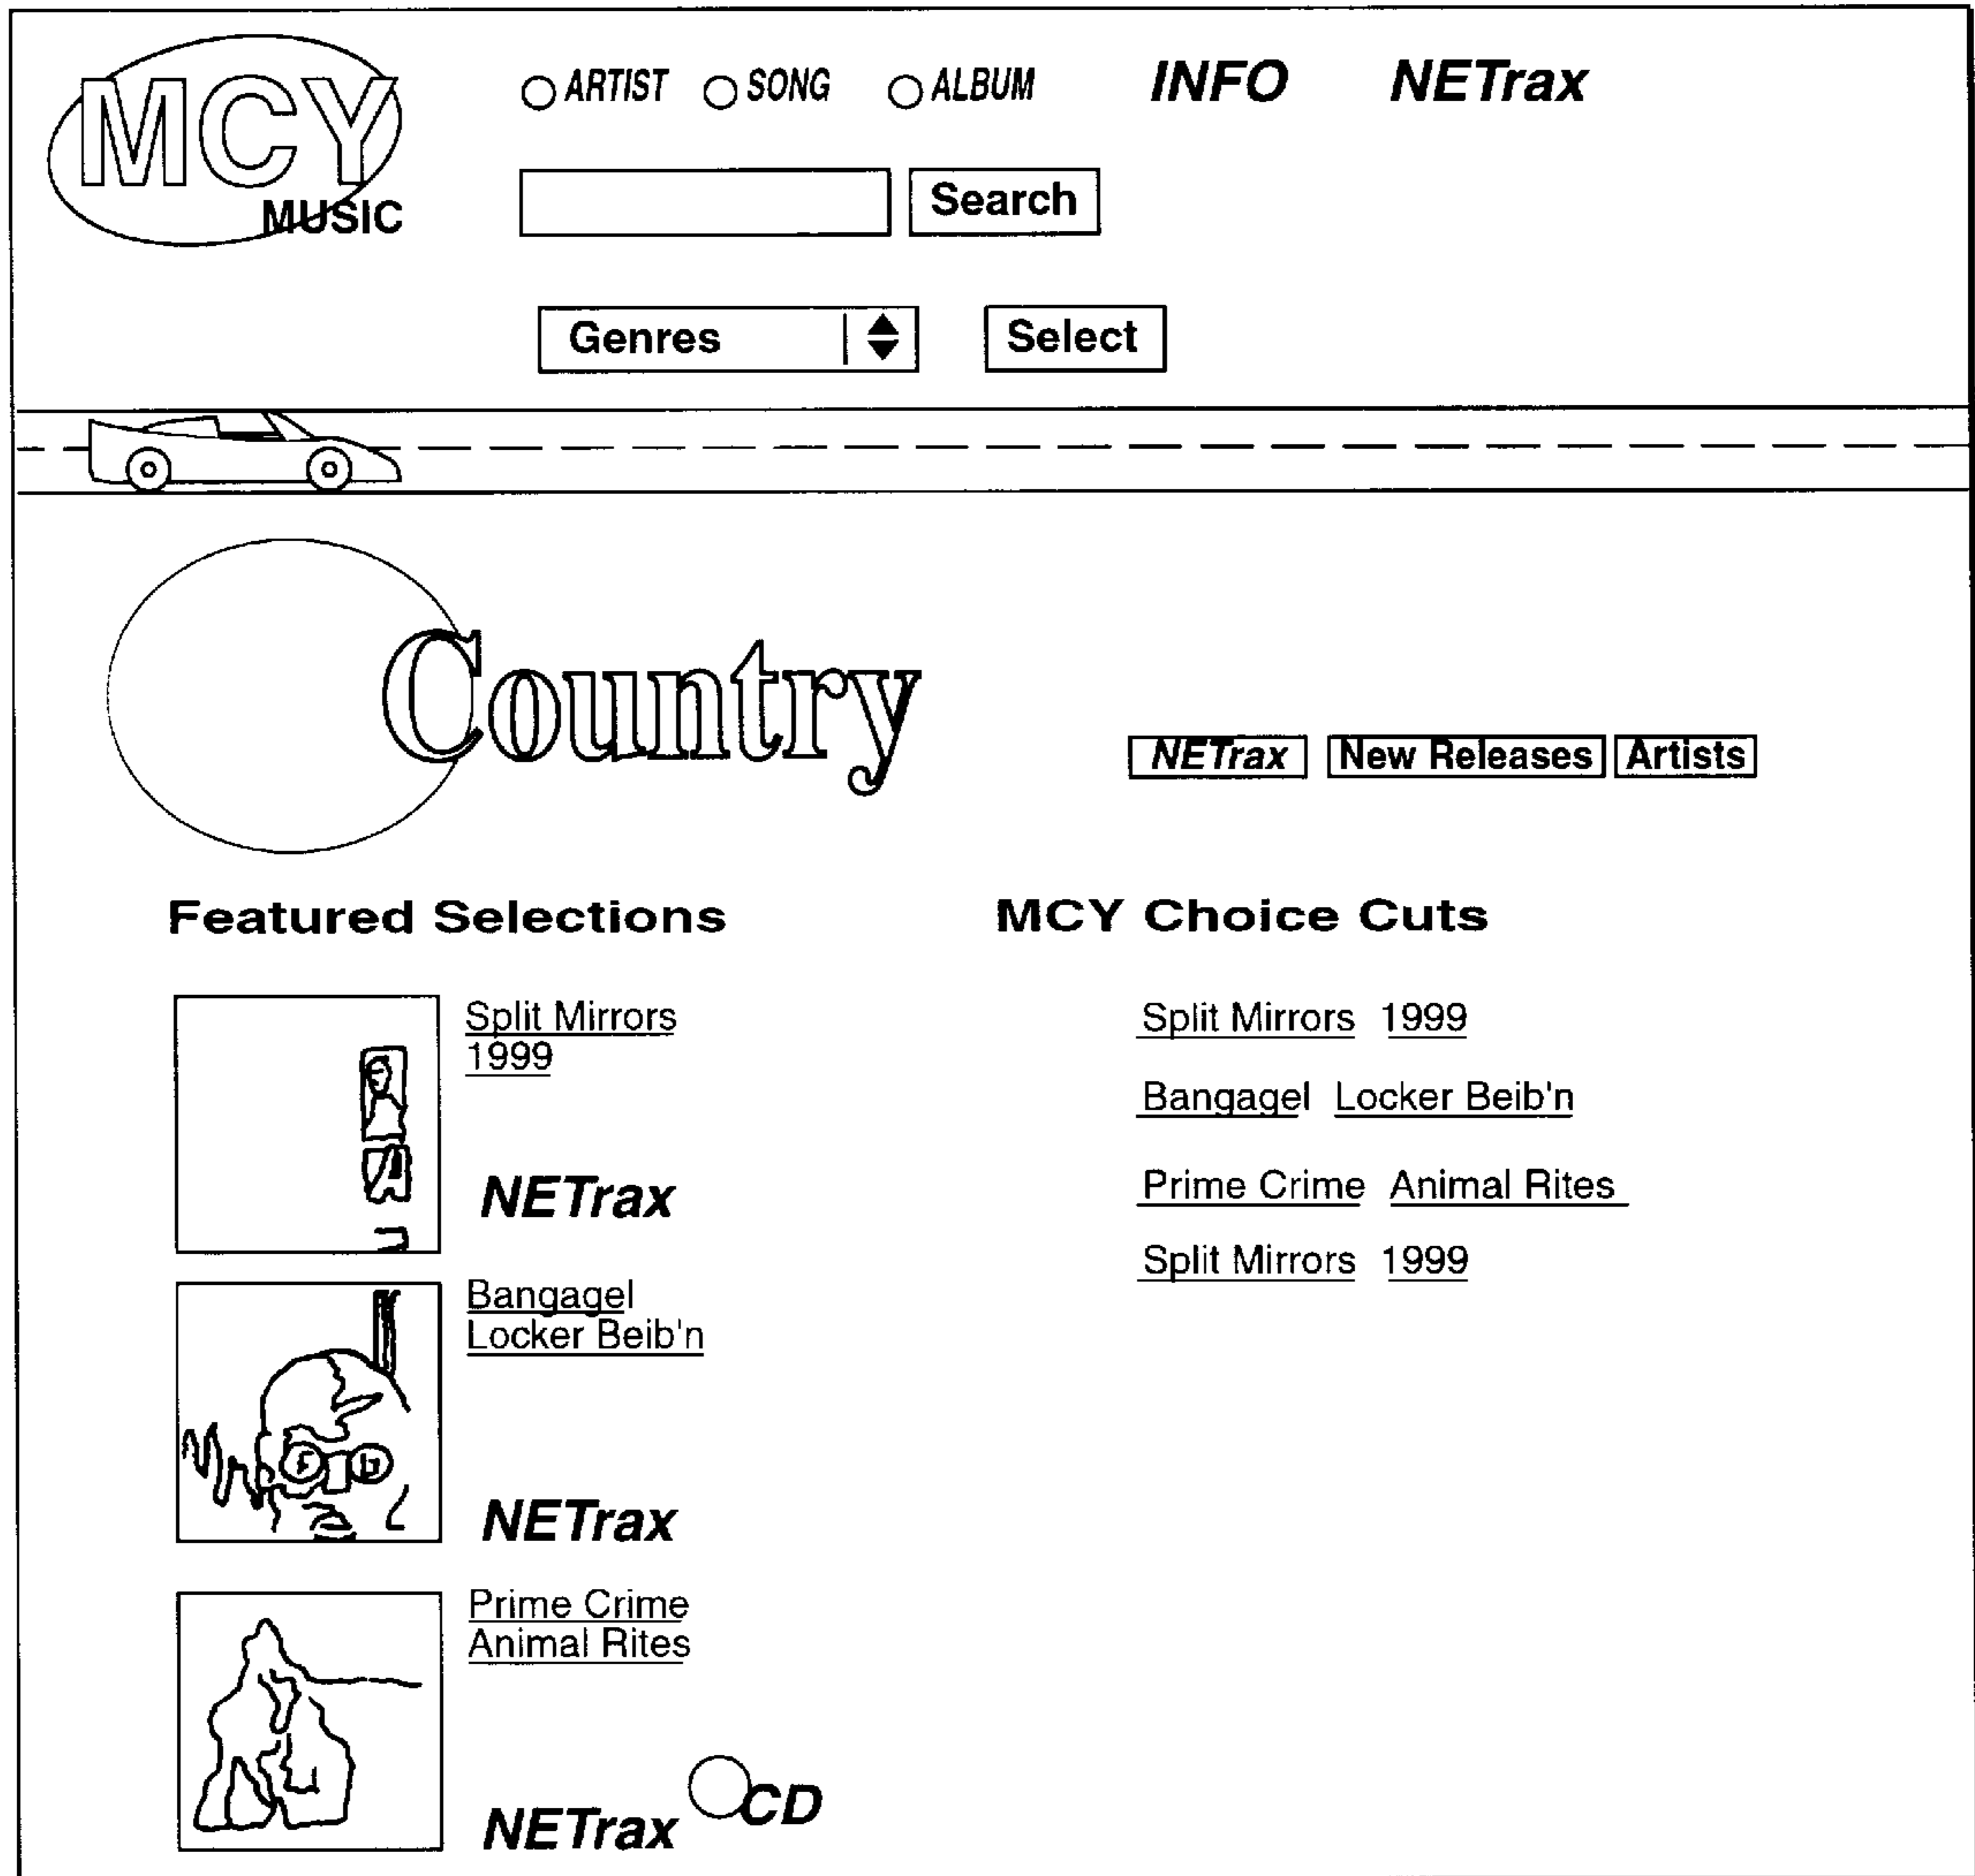 MCY
MUSIC
ARTIST SONG ALBUM INFO NETrax
Search
Genres Select
Country
NETrax New Releases Artists
Featured Selections
Split Mirrors
1999
NETrax
Bangagel
Locker Beib'n
NETrax
Prime Crime
Animal Rites
NETrax CD
MCY Choice Cuts
Split Mirrors 1999
Bangagel Locker Beib'n
Prime Crime Animal Rites
Split Mirrors 1999